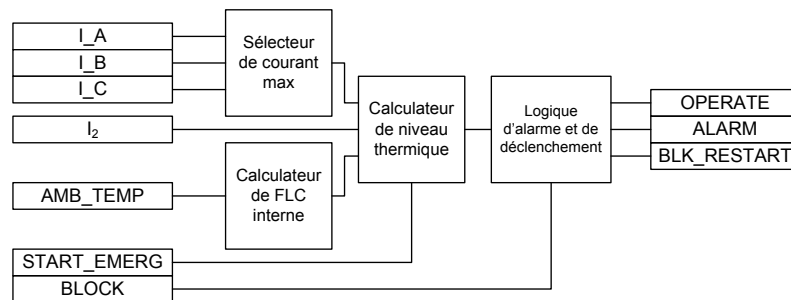 I_A
I_B
I_C
Sélecteur
de courant
max
I₂
AMB_TEMP
Calculateur
de FLC
interne
START_EMERG
BLOCK
Calculateur
de niveau
thermique
Logique
d'alarme et de
déclenchement
OPERATE
ALARM
BLK_RESTART